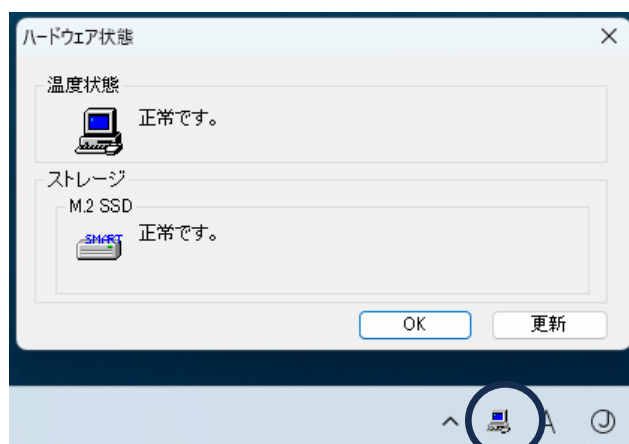 ハードウェア状態
温度状態
正常です。
ストレージ
M.2 SSD
SMART
正常です。
OK
更新
A